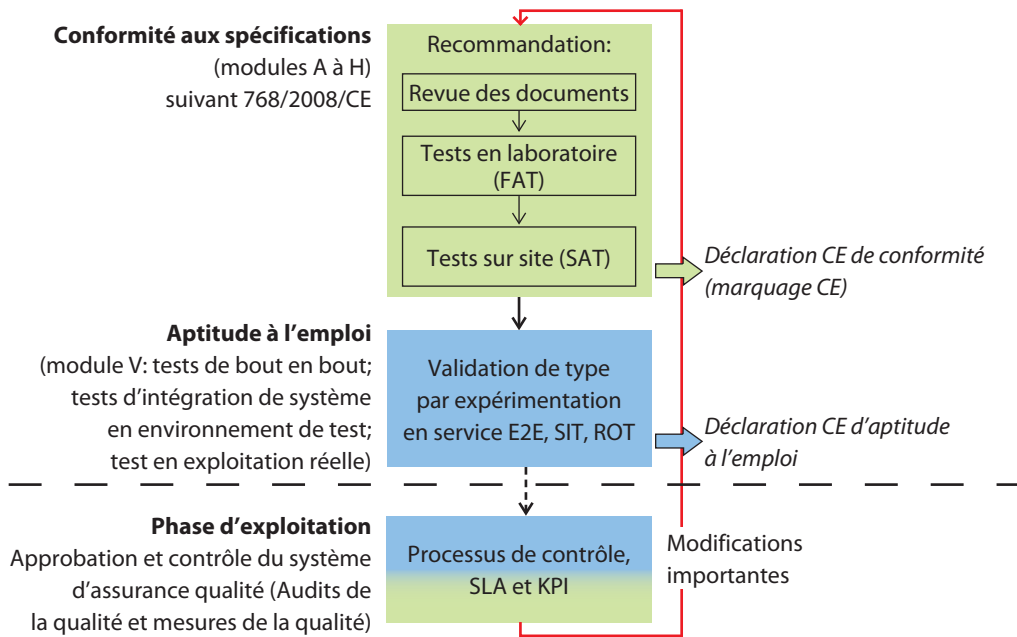 Conformité aux spécifications
(modules A à H)
suivant 768/2008/CE
Recommandation:
Revue des documents
Tests en laboratoire
(FAT)
Tests sur site (SAT)
Déclaration CE de conformité
(marquage CE)
Aptitude à l’emploi
(module V: tests de bout en bout;
tests d’intégration de système
en environnement de test;
test en exploitation réelle)
Validation de type
par expérimentation
en service E2E, SIT, ROT
Déclaration CE d’aptitude
à l’emploi
Phase d’exploitation
Approbation et contrôle du système
d’assurance qualité (Audits de
la qualité et mesures de la qualité)
Processus de contrôle,
SLA et KPI
Modifications
importantes